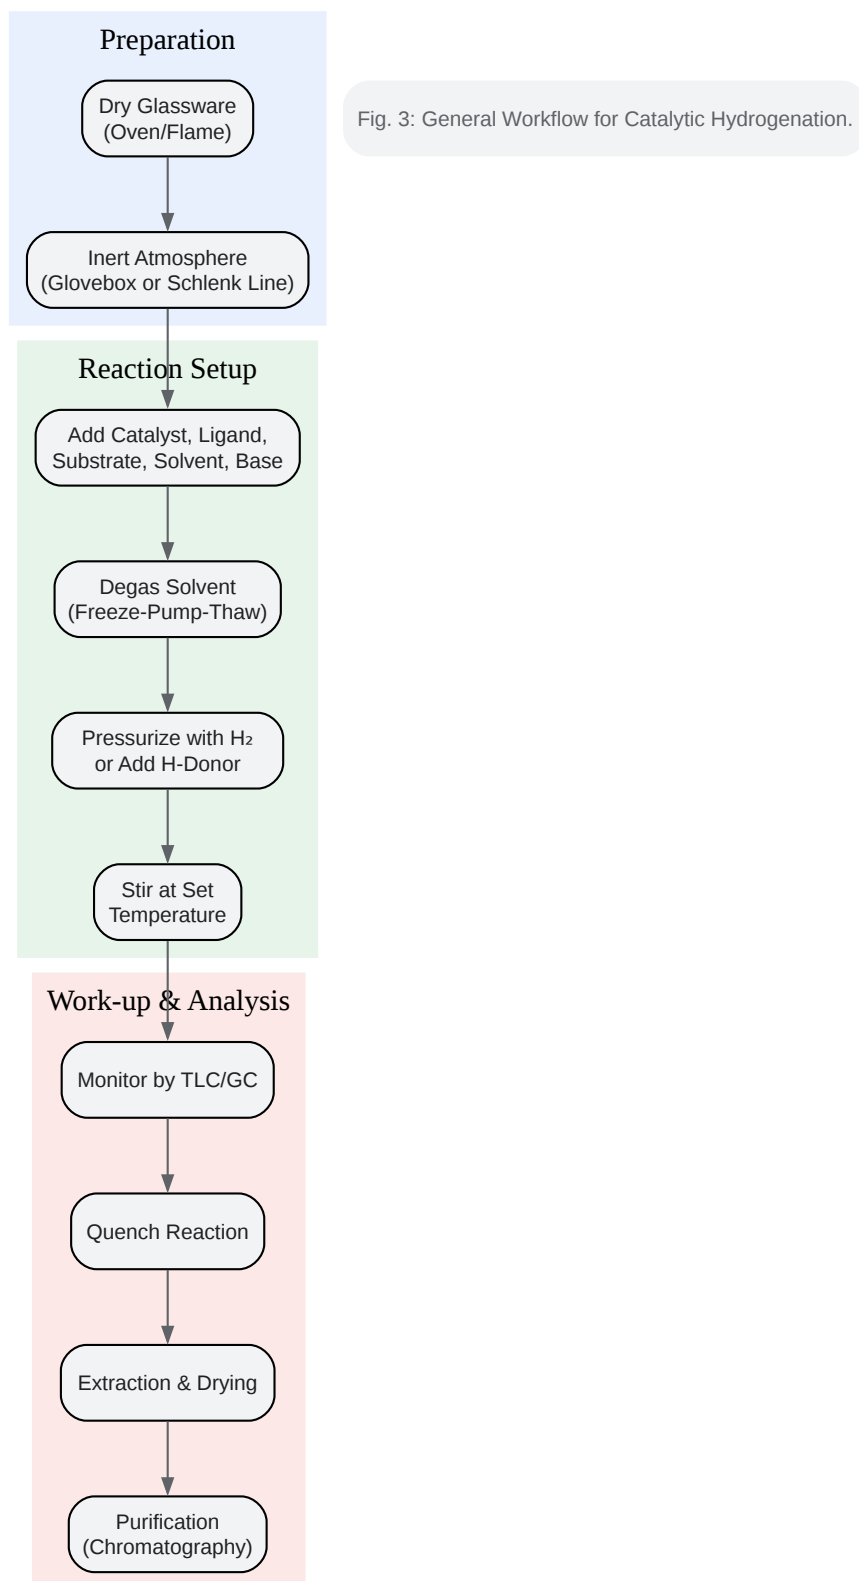 Preparation
Dry Glassware
(Oven/Flame)
Fig. 3: General Workflow for Catalytic Hydrogenation.
Inert Atmosphere
(Glovebox or Schlenk Line)
Reaction Setup
Add Catalyst, Ligand,
Substrate, Solvent, Base
Degas Solvent
(Freeze-Pump-Thaw)
Pressurize with H₂
or Add H-Donor
Stir at Set
Temperature
Work-up & Analysis
Monitor by TLC/GC
Quench Reaction
Extraction & Drying
Purification
(Chromatography)